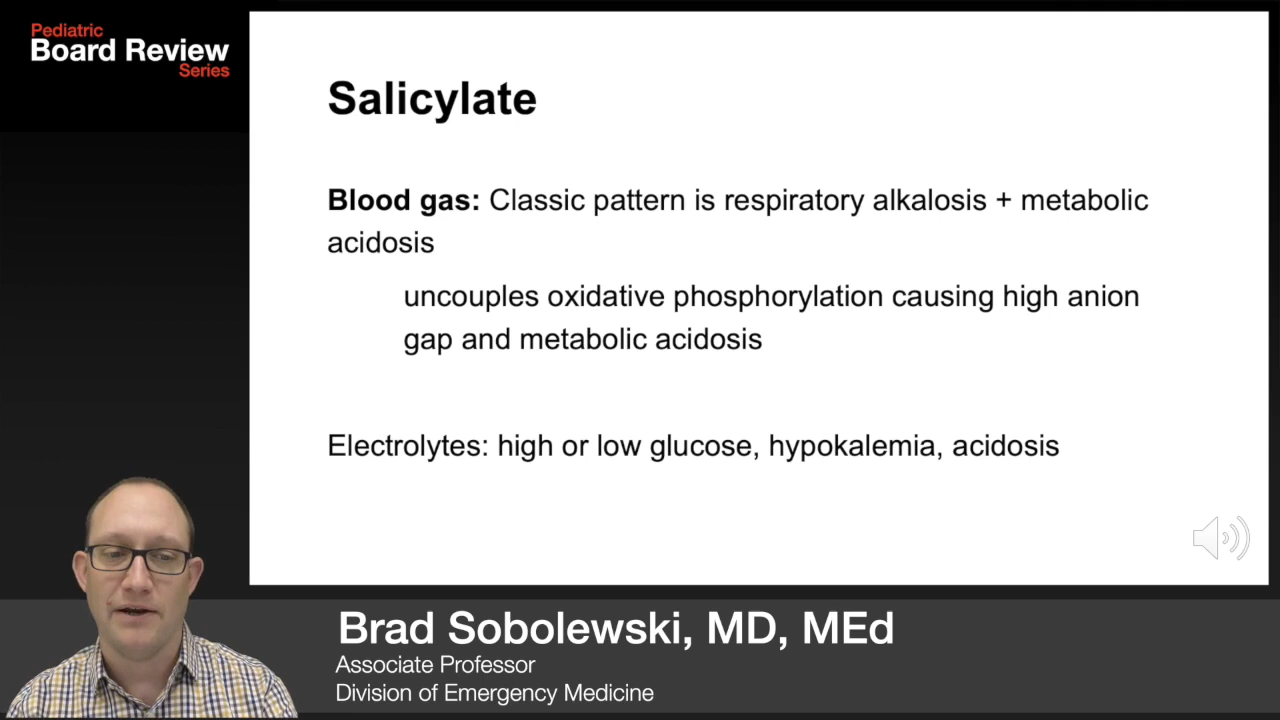 Pediatric
Board Review
Series
Salicylate
Blood gas: Classic pattern is respiratory alkalosis + metabolic
acidosis
uncouples oxidative phosphorylation causing high anion
gap and metabolic acidosis
Electrolytes: high or low glucose, hypokalemia, acidosis
Brad Sobolewski, MD, MEd
Associate Professor
Division of Emergency Medicine